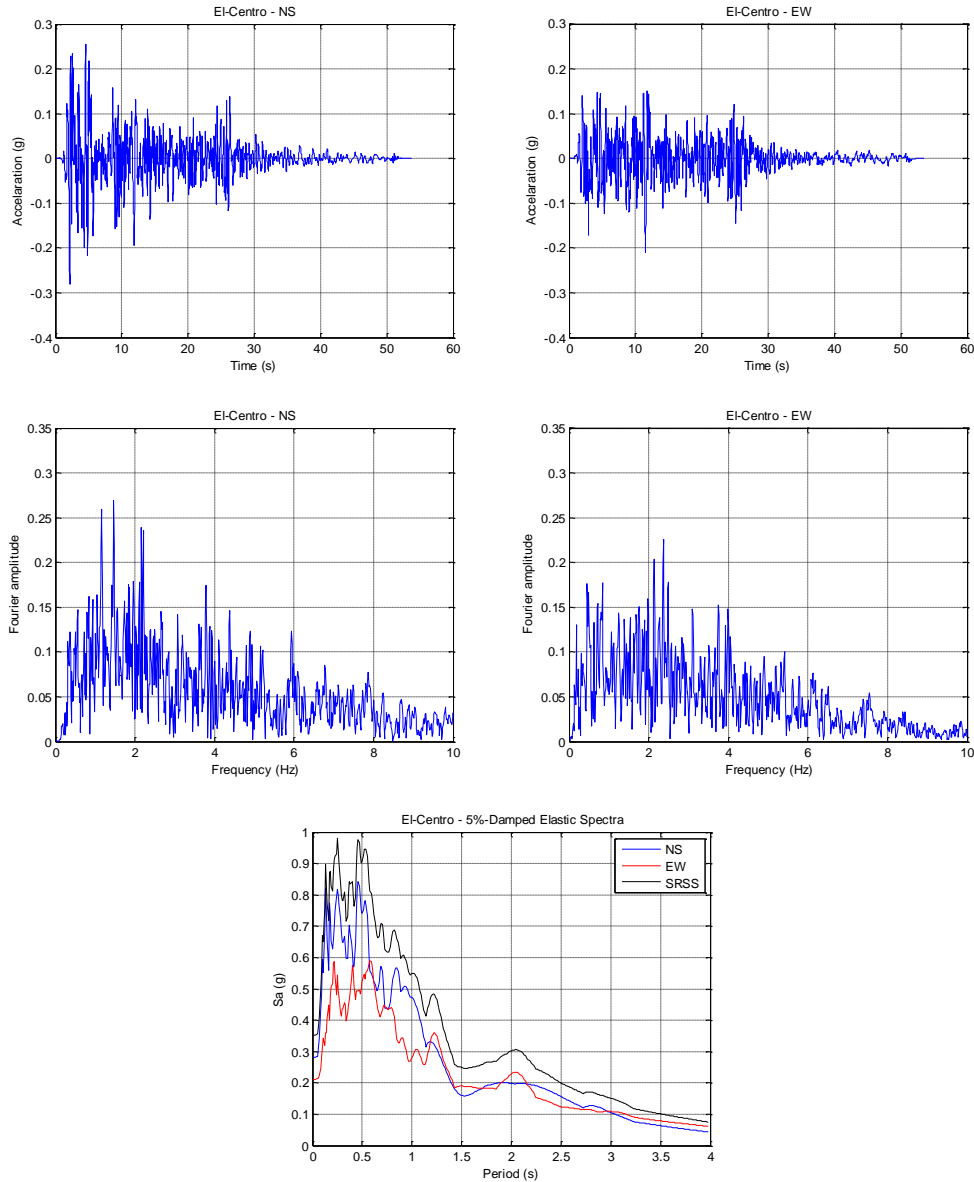 El-Centro - NS
0.3
0.2
0.1
0
-0.1
-0.2
-0.3
-0.4
Accelaration (g)
0 10 20 30 40 50 60
Time (s)
El-Centro - EW
0.3
0.2
0.1
0
-0.1
-0.2
-0.3
-0.4
Accelaration (g)
0 10 20 30 40 50 60
Time (s)
El-Centro - NS
0.35
0.3
0.25
0.2
0.15
0.1
0.05
0
Fourier amplitude
0 2 4 6 8 10
Frequency (Hz)
El-Centro - EW
0.35
0.3
0.25
0.2
0.15
0.1
0.05
0
Fourier amplitude
0 2 4 6 8 10
Frequency (Hz)
El-Centro - 5%-Damped Elastic Spectra
1
0.9
0.8
0.7
0.6
0.5
0.4
0.3
0.2
0.1
0
Sa (g)
NS
EW
SRSS
0 0.5 1 1.5 2 2.5 3 3.5 4
Period (s)